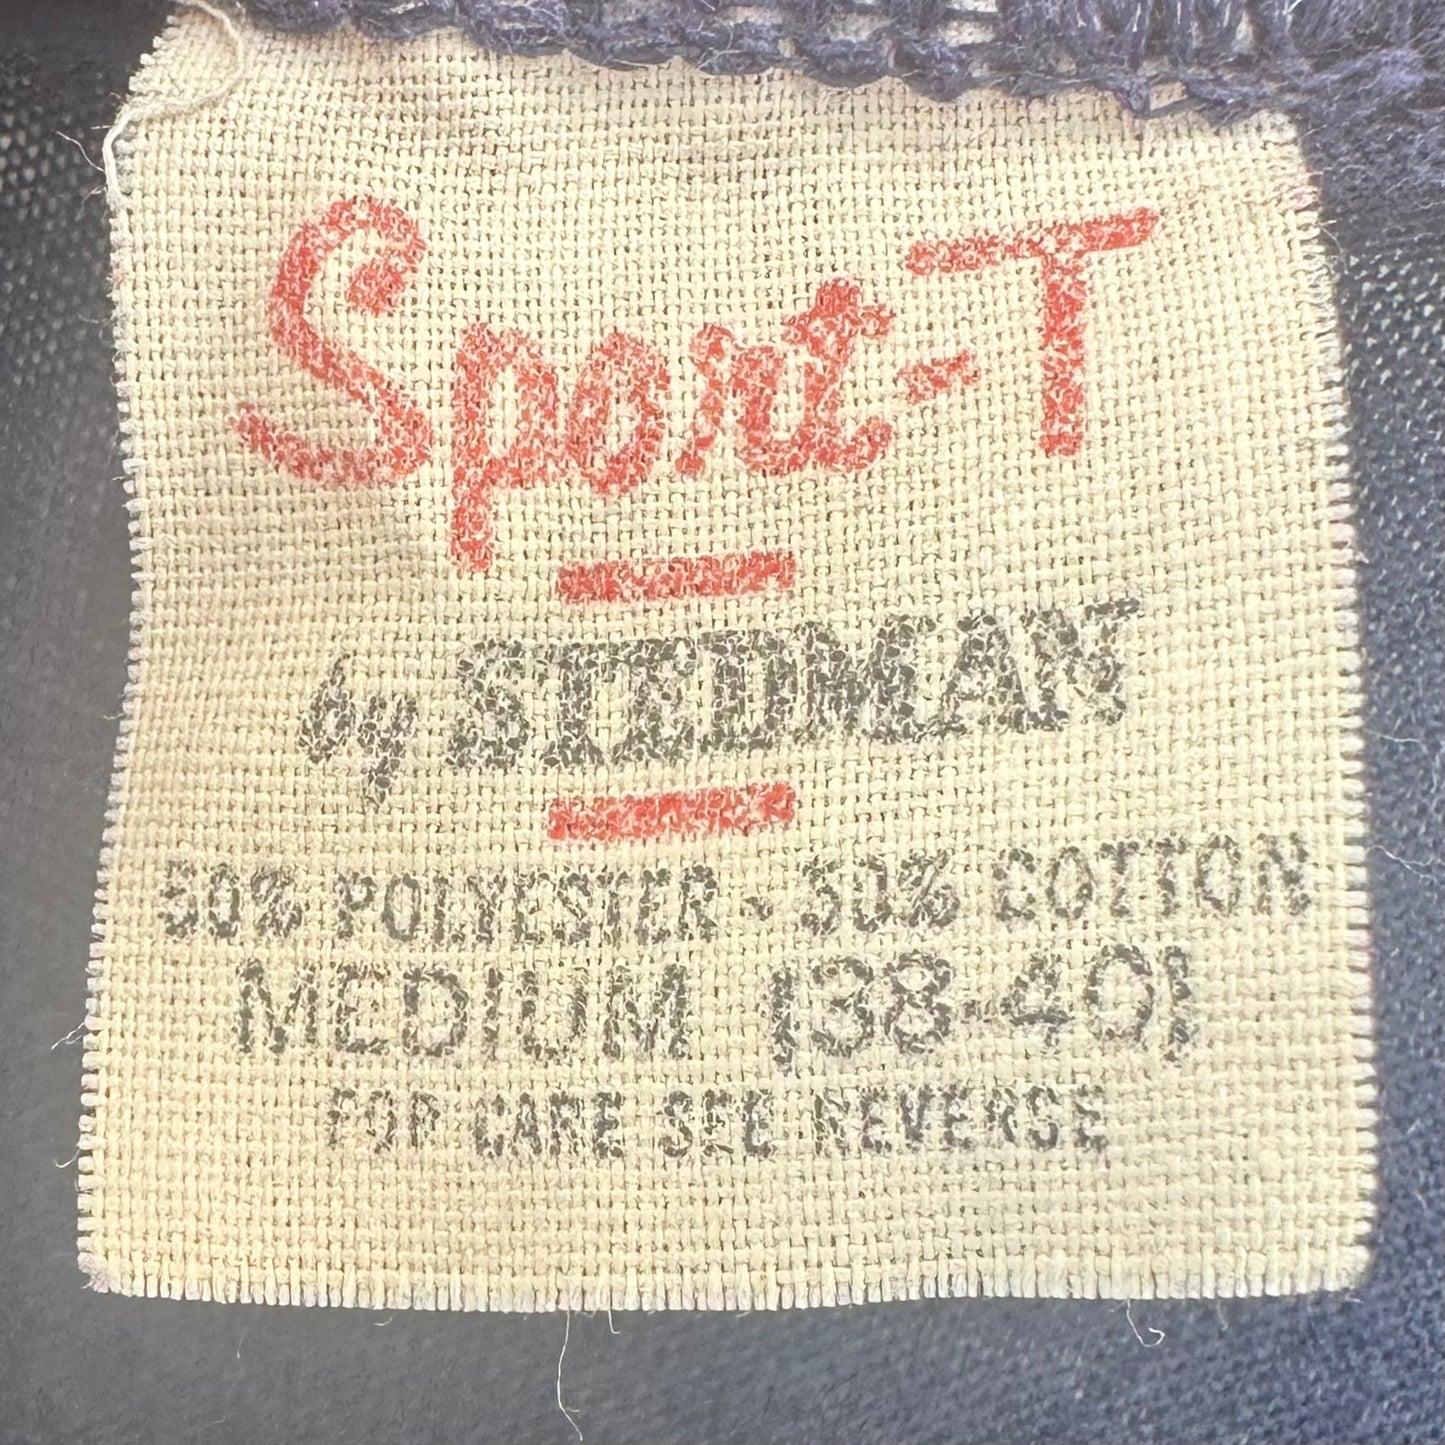 Sport-T
by STEDMAN
50% POLYESTER - 50% COTTON
MEDIUM (38-40)
FOR CARE SEE REVERSE